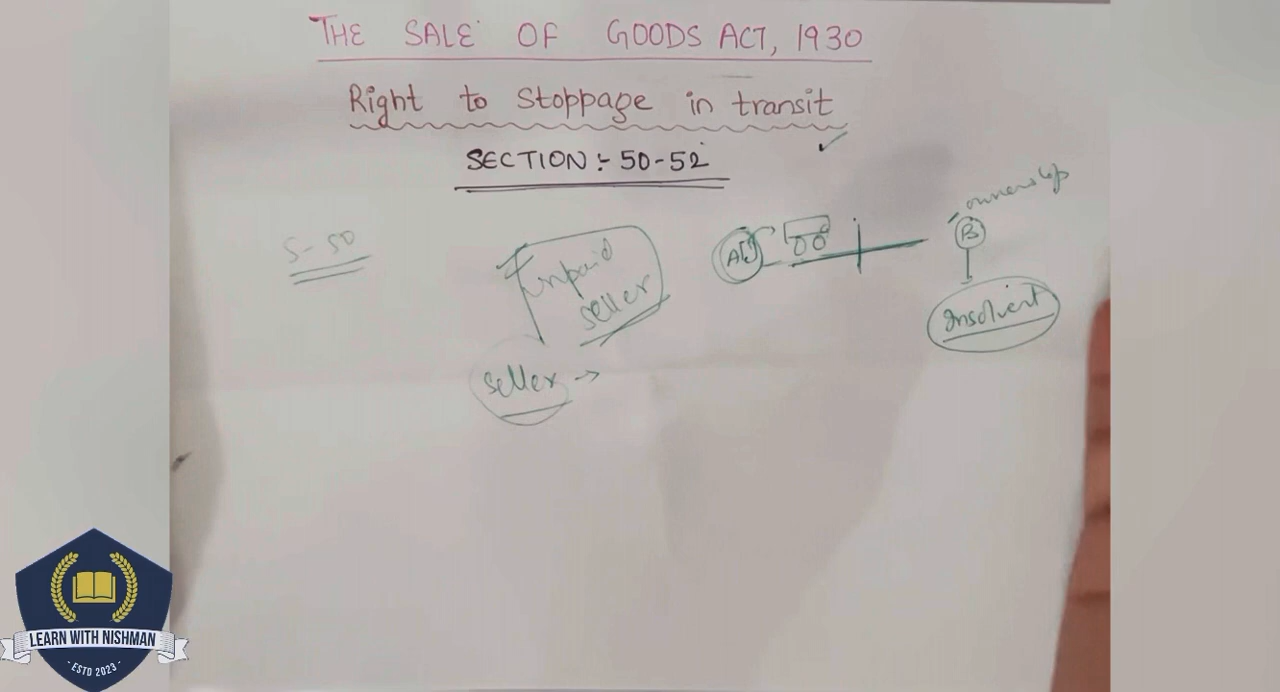 THE SALE OF GOODS ACT, 1930
Right to Stoppage in transit
SECTION :- 50-52
ownership
S-50
unpaid
seller
A
B
Insolvent
seller →
LEARN WITH NISHMAN
- ESTD 2023 -